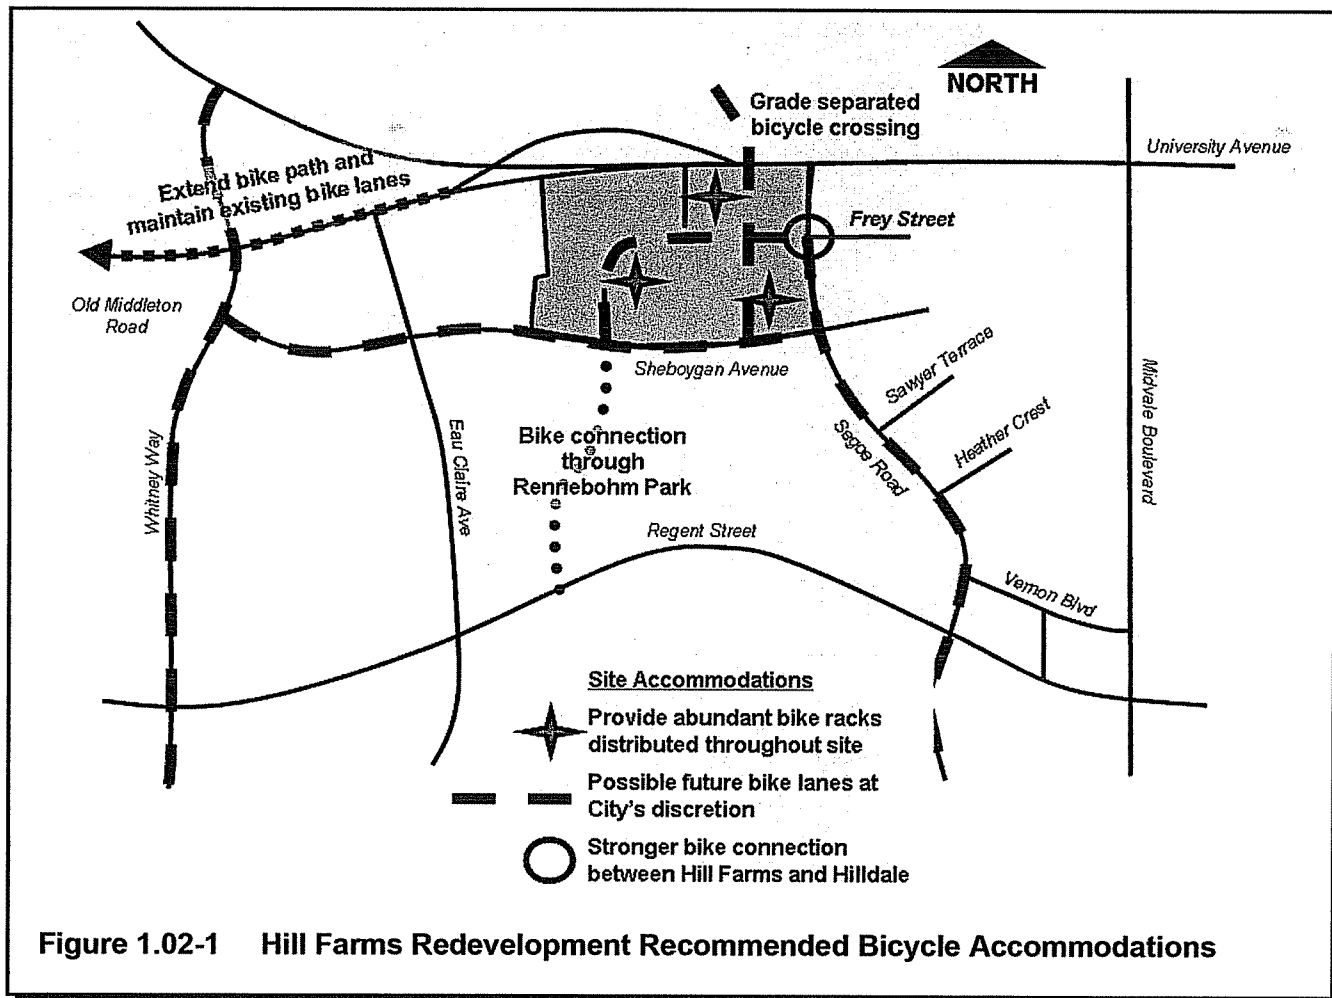 NORTH
Grade separated
bicycle crossing
University Avenue
Extend bike path and
maintain existing bike lanes
Frey Street
Old Middleton
Road
Sheboygan Avenue
Sawyer Terrace
Heather Crest
Segoe Road
Midvale Boulevard
Whitney Way
Eau Claire Ave
Bike connection
through
Rennebohm Park
Regent Street
Vernon Blvd
Site Accommodations
Provide abundant bike racks
distributed throughout site
Possible future bike lanes at
City's discretion
Stronger bike connection
between Hill Farms and Hilldale
Figure 1.02-1 Hill Farms Redevelopment Recommended Bicycle Accommodations